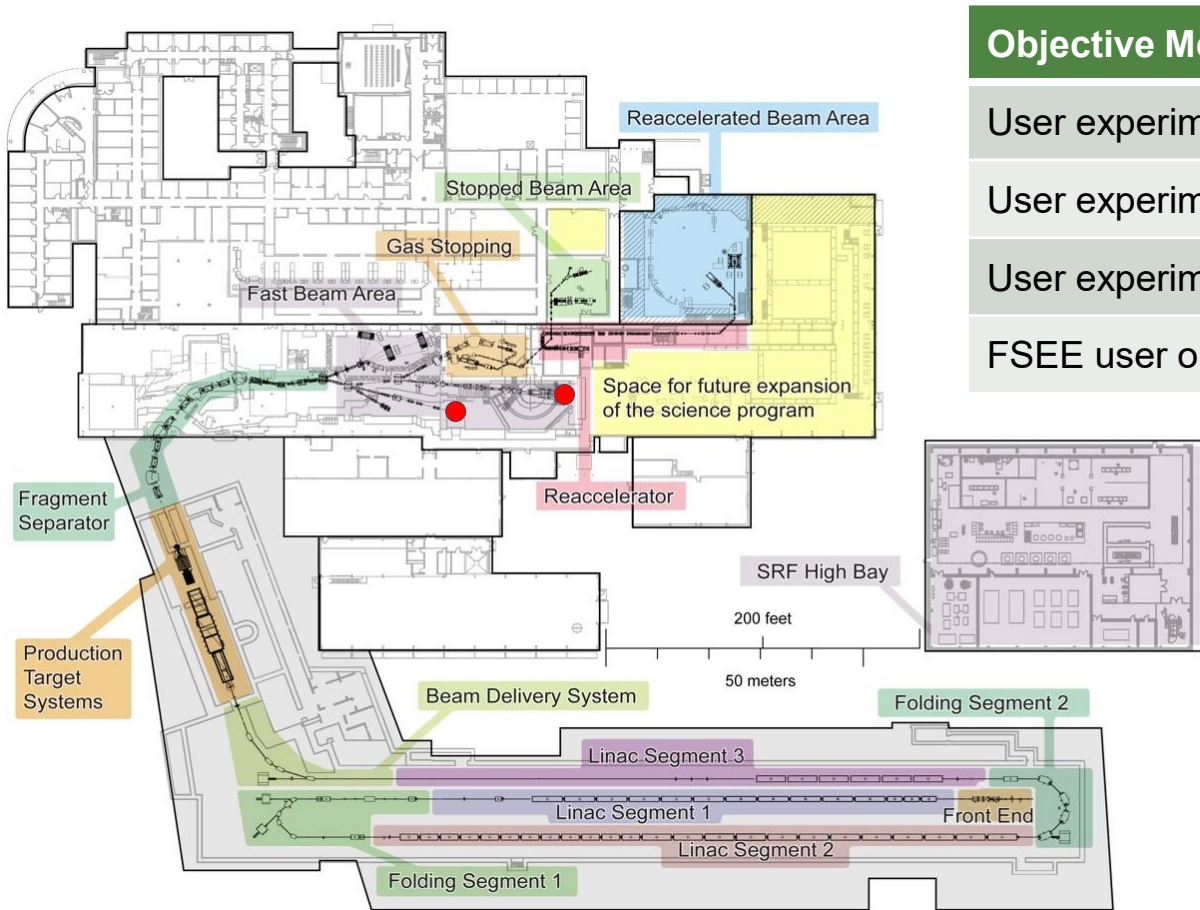 Objective Me
User experim
User experim
User experim
FSEE user o
Reaccelerated Beam Area
Stopped Beam Area
Gas Stopping
Fast Beam Area
Space for future expansion
of the science program
Fragment
Separator
Reaccelerator
SRF High Bay
200 feet
50 meters
Production
Target
Systems
Beam Delivery System
Folding Segment 2
Linac Segment 3
Linac Segment 1
Front End
Linac Segment 2
Folding Segment 1